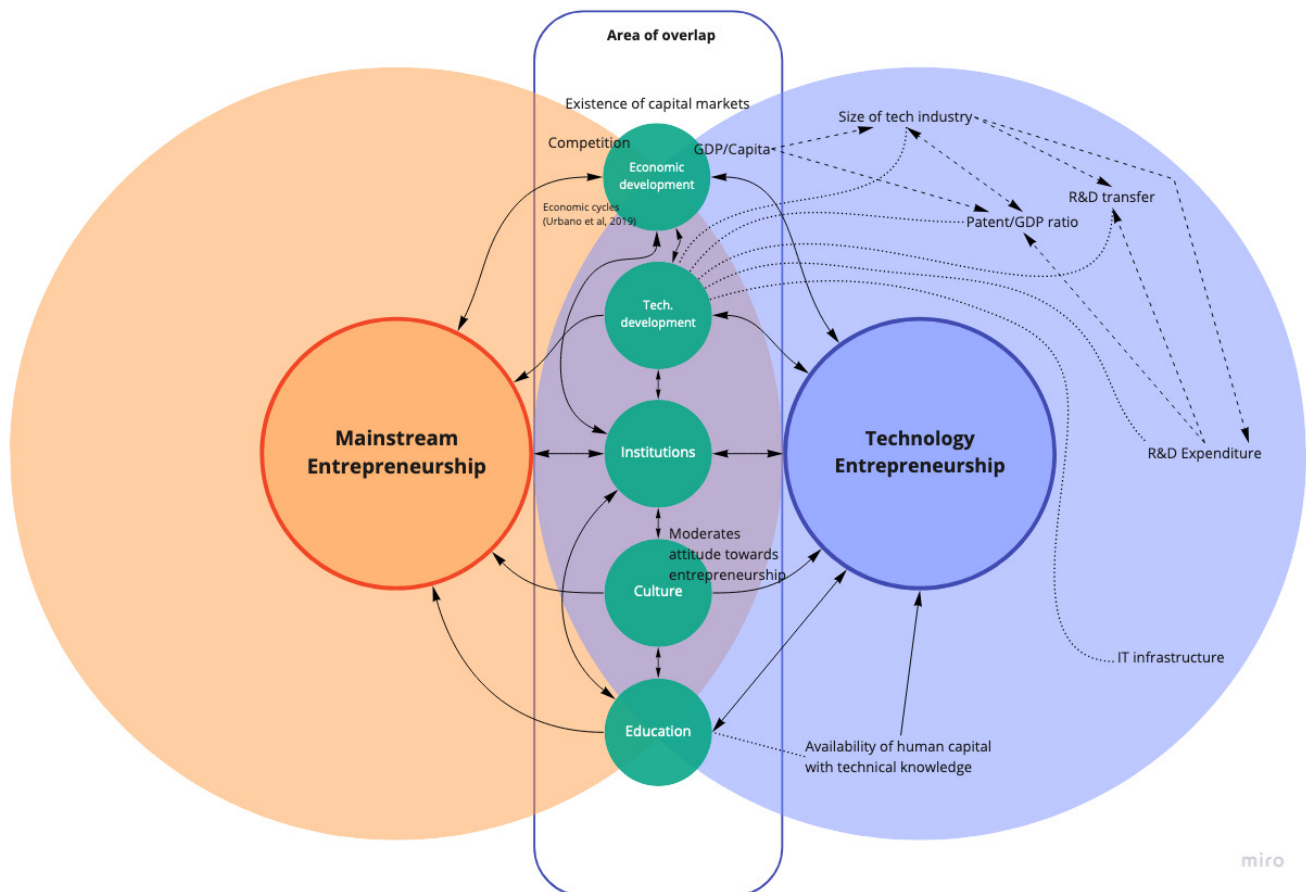 Area of overlap
Existence of capital markets
Competition
GDP/Capita
Size of tech industry
Economic
development
R&D transfer
Economic cycles
(Urbano et al, 2019)
Patent/GDP ratio
Tech.
development
Mainstream
Entrepreneurship
Institutions
Technology
Entrepreneurship
R&D Expenditure
Moderates
attitude towards
entrepreneurship
Culture
IT infrastructure
Education
Availability of human capital
with technical knowledge
miro